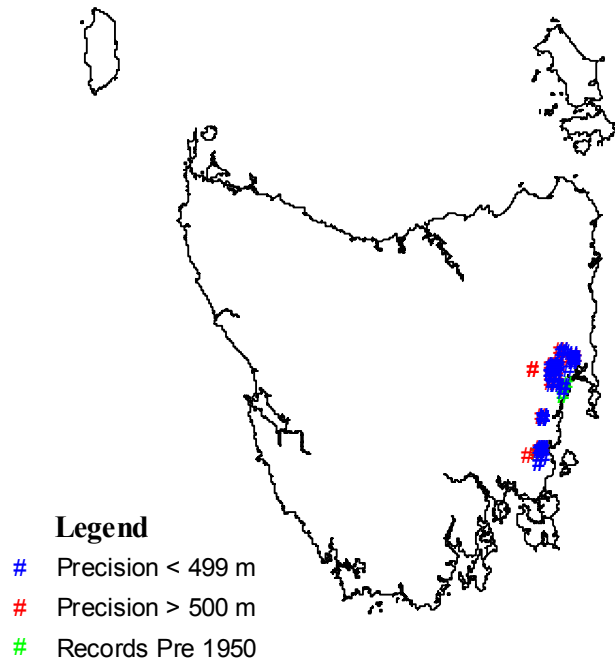 Legend
# Precision < 499 m
# Precision > 500 m
# Records Pre 1950